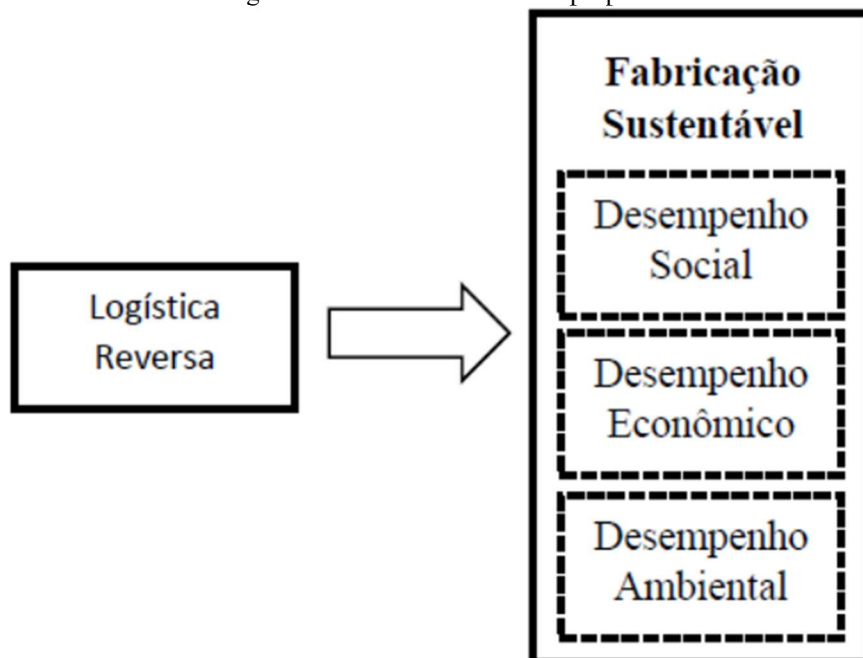 Fabricação
Sustentável
Desempenho
Social
Logística
Reversa
Desempenho
Econômico
Desempenho
Ambiental